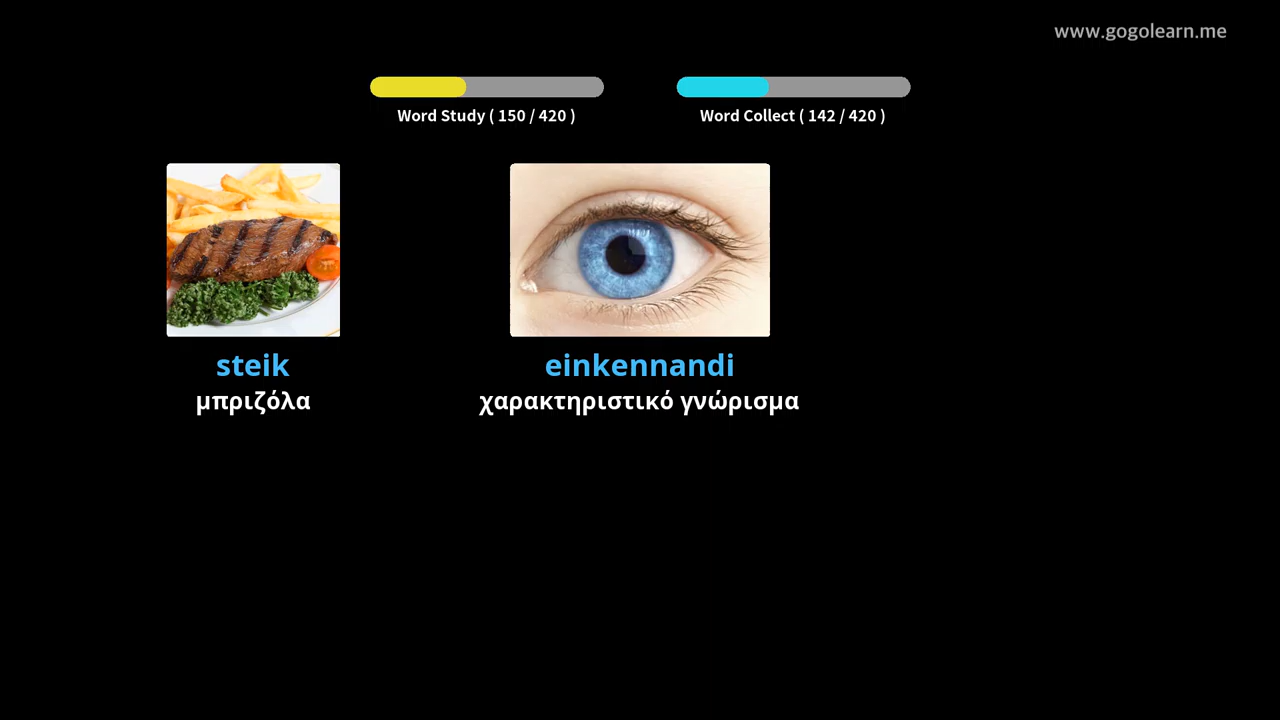 www.gogolearn.me
Word Study ( 150 / 420 )
Word Collect ( 142 / 420 )
steik
μπριζόλα
einkennandi
χαρακτηριστικό γνώρισμα